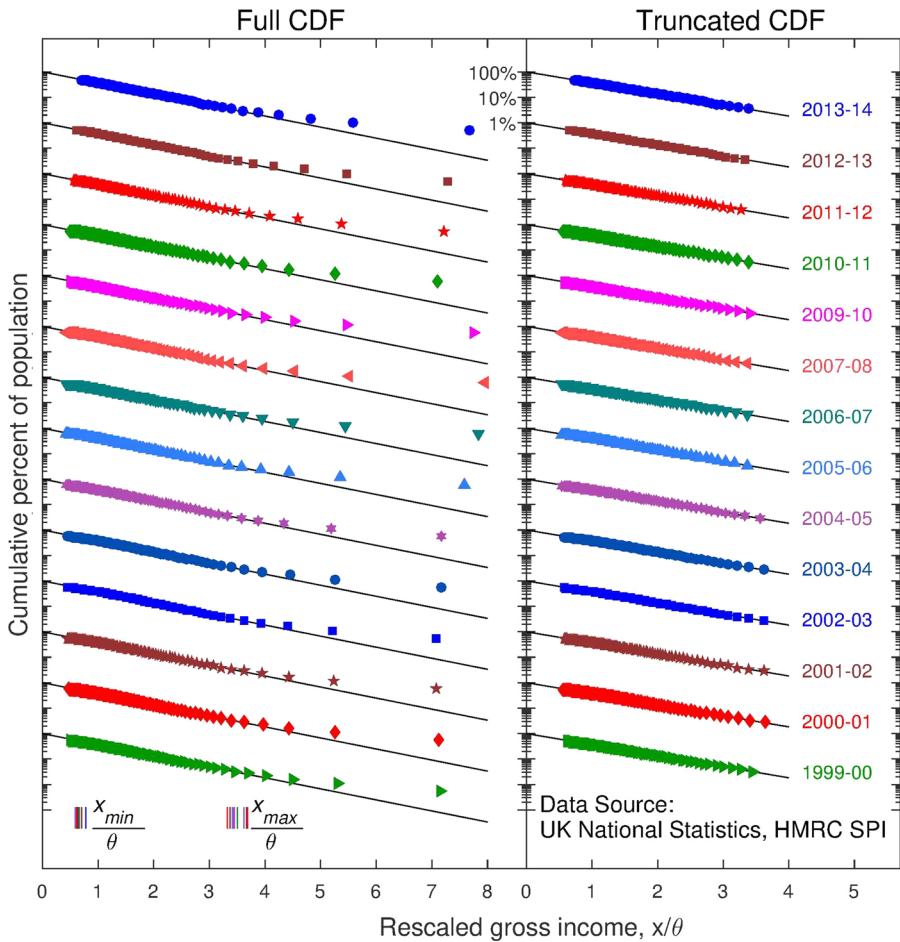 Full CDF
Truncated CDF
100%
10%
1%
2013-14
2012-13
2011-12
2010-11
2009-10
2007-08
2006-07
2005-06
2004-05
2003-04
2002-03
2001-02
2000-01
1999-00
Cumulative percent of population
x_min
θ
x_max
θ
Data Source:
UK National Statistics, HMRC SPI
0 1 2 3 4 5 6 7 8
0 1 2 3 4 5
Rescaled gross income, x/θ